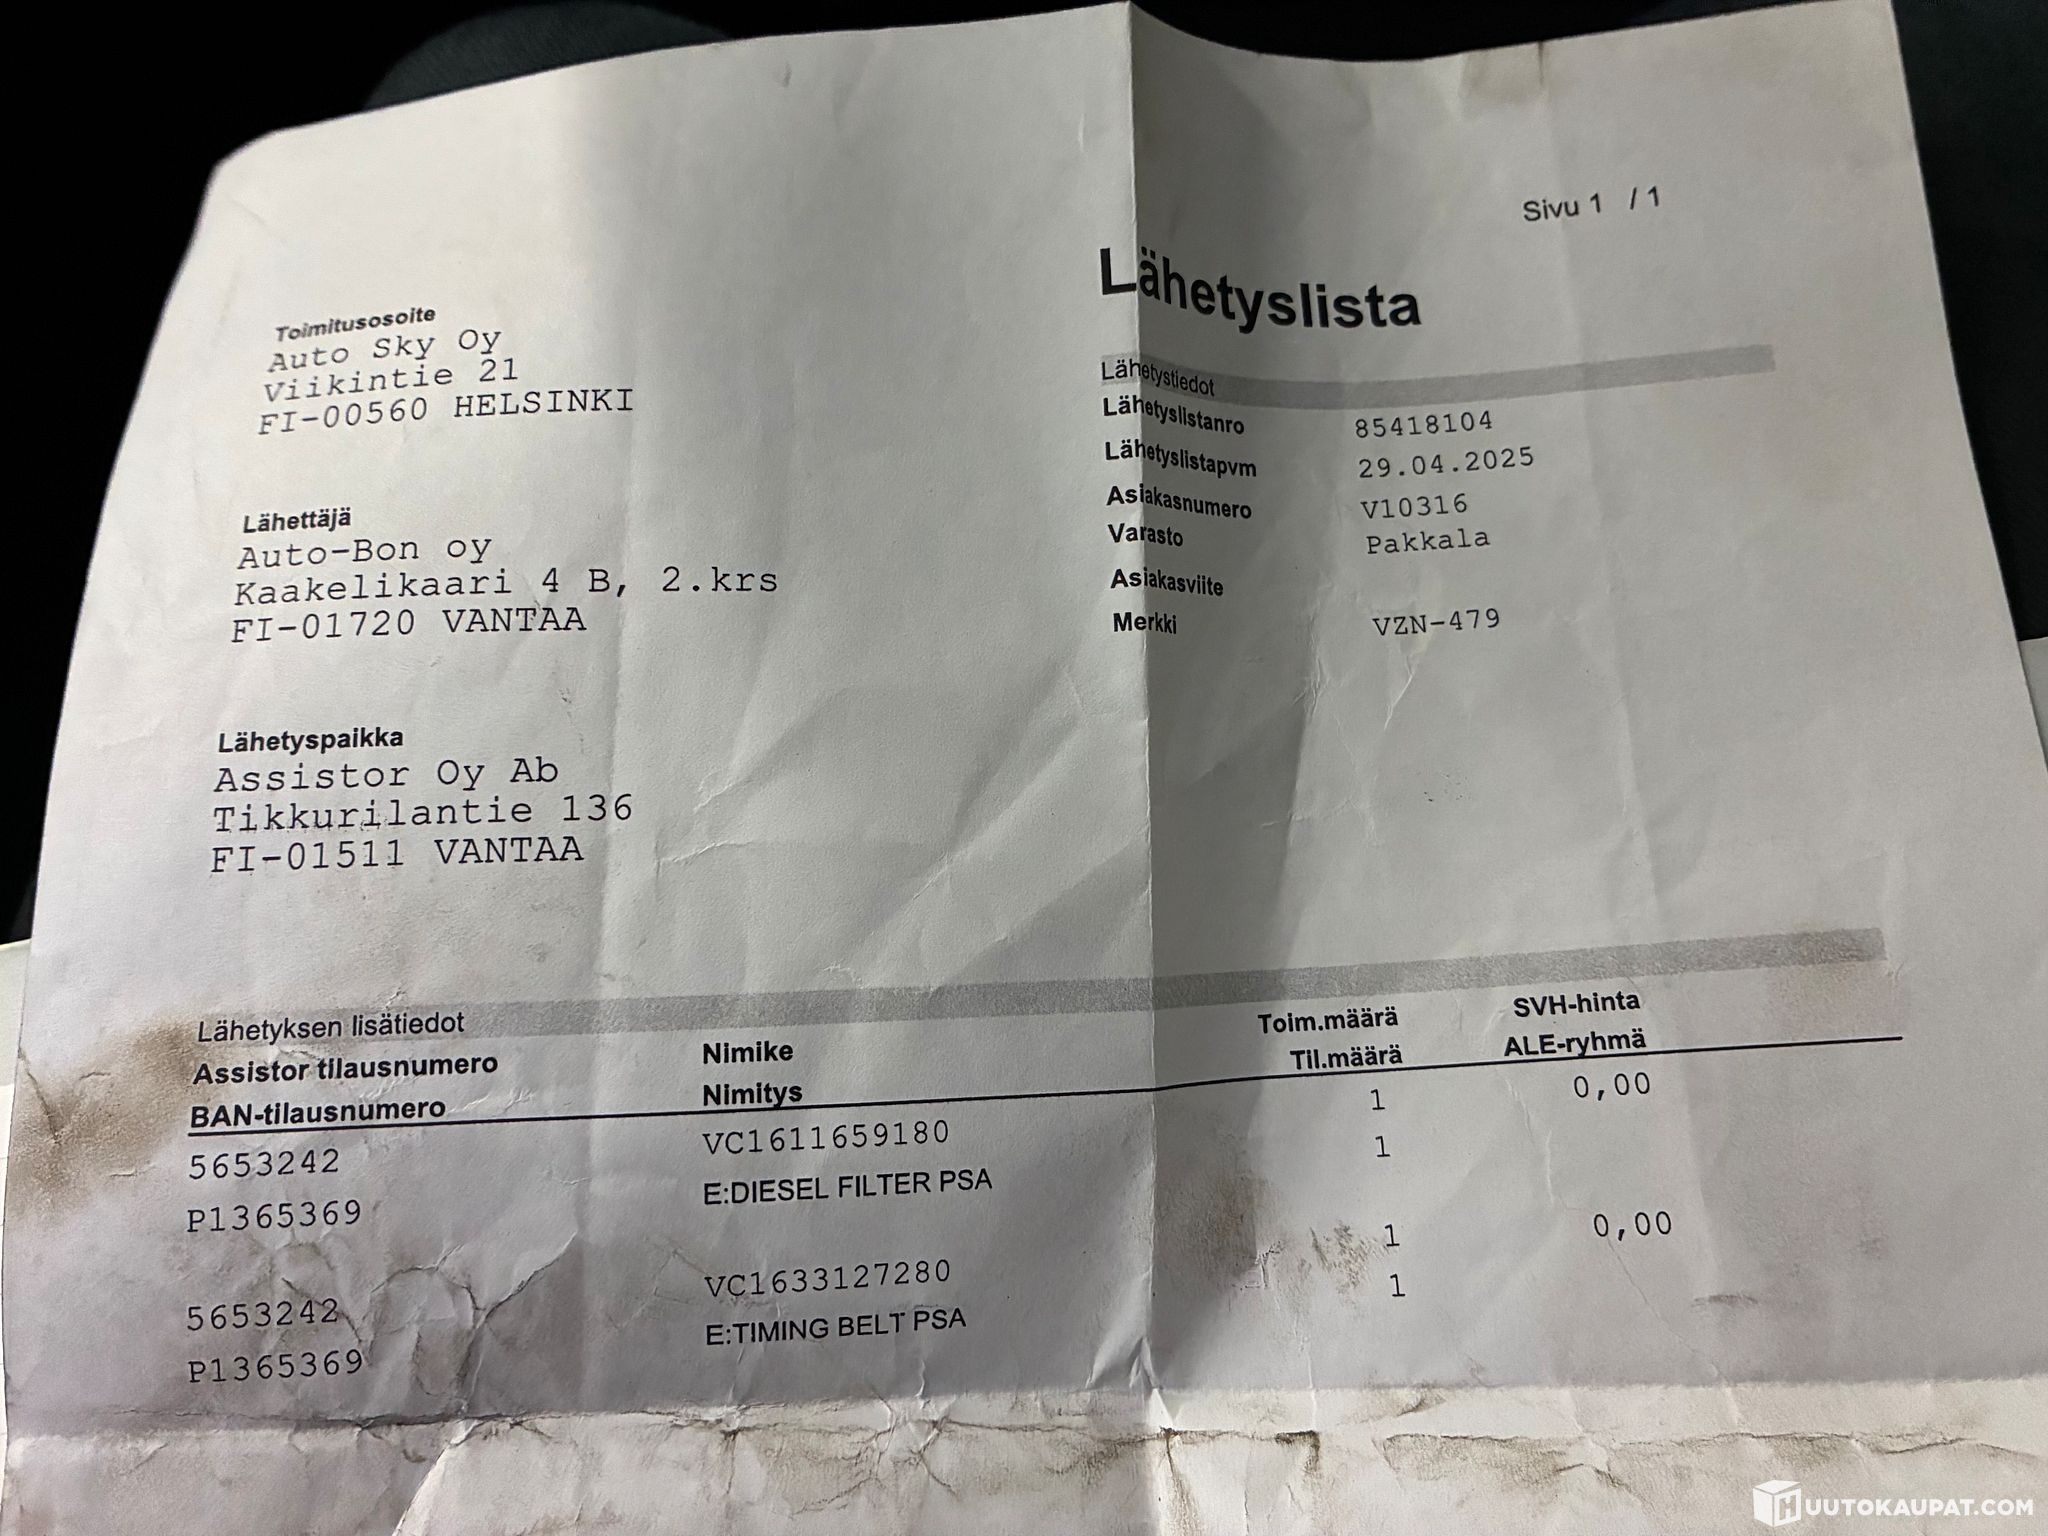 Sivu 1 / 1
Lähetyslista
Toimitusosoite
Auto Sky Oy
Viikintie 21
FI-00560 HELSINKI
Lähettäjä
Auto-Bon oy
Kaakelikaari 4 B, 2.krs
FI-01720 VANTAA
Lähetyspaikka
Assistor Oy Ab
Tikkurilantie 136
FI-01511 VANTAA
Lähetystiedot
Lähetyslistanro 85418104
Lähetyslistapvm 29.04.2025
Asiakasnumero V10316
Varasto Pakkala
Asiakasviite
Merkki VZN-479
Lähetyksen lisätiedot
Assistor tilausnumero Nimike Toim.määrä SVH-hinta
BAN-tilausnumero Nimitys Til.määrä ALE-ryhmä
5653242 VC1611659180 1 0,00
P1365369 E:DIESEL FILTER PSA 1
5653242 VC1633127280 1 0,00
P1365369 E:TIMING BELT PSA 1
HUUTOKAUPAT.COM